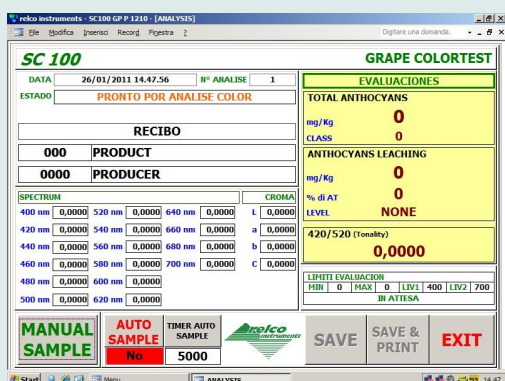 relco instruments - SC100 GP P 1210 - [ANALYSIS]
File Modifica Inserisci Record Finestra ?
Digitare una domanda.
SC 100
GRAPE COLORTEST
DATA 26/01/2011 14.47.56 N° ANALISE 1
ESTADO PRONTO POR ANALISE COLOR
RECIBO
000 PRODUCT
0000 PRODUCER
SPECTRUM CROMA
400 nm 0,0000 520 nm 0,0000 640 nm 0,0000 L 0,0000
420 nm 0,0000 540 nm 0,0000 660 nm 0,0000 a 0,0000
440 nm 0,0000 560 nm 0,0000 680 nm 0,0000 b 0,0000
460 nm 0,0000 580 nm 0,0000 700 nm 0,0000 C 0,0000
480 nm 0,0000 600 nm 0,0000
500 nm 0,0000 620 nm 0,0000
EVALUACIONES
TOTAL ANTHOCYANS
mg/Kg 0
CLASS 0
ANTHOCYANS LEACHING
mg/Kg 0
% di AT 0
LEVEL NONE
420/520 (Tonality)
0,0000
LIMITI EVALUACION
MIN 0 MAX 0 LIV1 400 LIV2 700
IN ATTESA
MANUAL SAMPLE
AUTO SAMPLE
No
TIMER AUTO SAMPLE
5000
relco instruments
SAVE
SAVE & PRINT
EXIT
Start Menu ANALYSIS 14.47